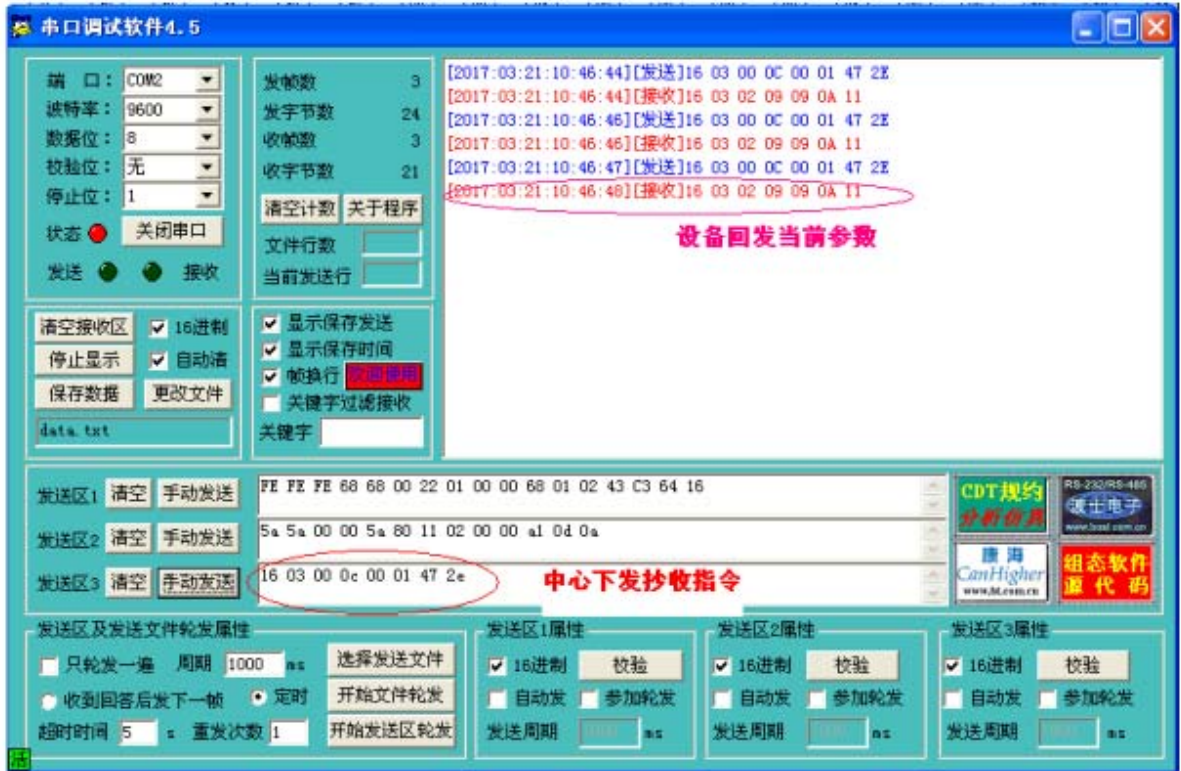 串口调试软件4.5
端 口: COM2
波特率: 9600
数据位: 8
校验位: 无
停止位: 1
状态 关闭串口
发送 接收
发帧数 3
发字节数 24
收帧数 3
收字节数 21
清空计数 关于程序
文件行数
当前发送行
[2017:03:21:10:46:44][发送]16 03 00 0C 00 01 47 2E
[2017:03:21:10:46:44][接收]16 03 02 09 09 0A 11
[2017:03:21:10:46:46][发送]16 03 00 0C 00 01 47 2E
[2017:03:21:10:46:46][接收]16 03 02 09 09 0A 11
[2017:03:21:10:46:47][发送]16 03 00 0C 00 01 47 2E
[2017:03:21:10:46:48][接收]16 03 02 09 09 0A 11
设备回发当前参数
清空接收区 16进制
停止显示 自动清
保存数据 更改文件
data.txt
显示保存发送
显示保存时间
帧换行 欢迎使用
关键字过滤接收
关键字
发送区1 清空 手动发送 FE FE FE 68 68 00 22 01 00 00 68 01 02 43 C3 64 16
发送区2 清空 手动发送 5a 5a 00 00 5a 80 11 02 00 00 a1 0d 0a
发送区3 清空 手动发送 16 03 00 0c 00 01 47 2e
中心下发抄收指令
CDT规约
分析仿真
RS-232/RS-485
波士电子
康海
CanHigher
组态软件
源代码
发送区及发送文件轮发属性
只轮发一遍 周期 1000 ms 选择发送文件
收到回答后发下一帧 定时 开始文件轮发
超时时间 5 s 重发次数 1 开始发送区轮发
发送区1属性
16进制 校验
自动发 参加轮发
发送周期 ms
发送区2属性
16进制 校验
自动发 参加轮发
发送周期 ms
发送区3属性
16进制 校验
自动发 参加轮发
发送周期 ms
活